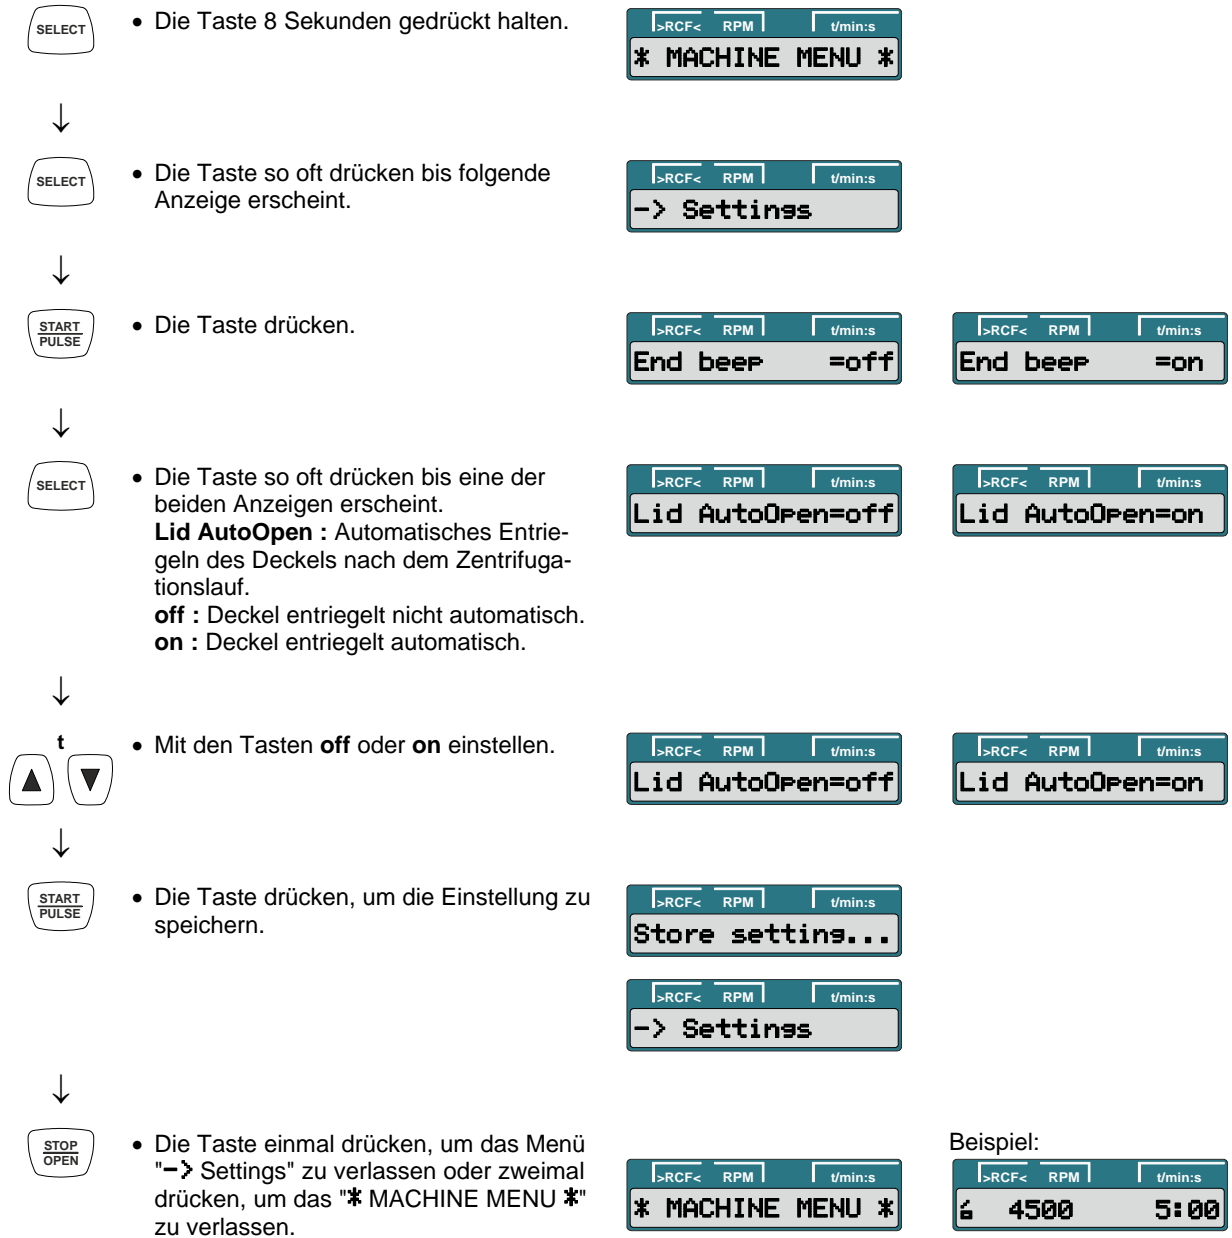 SELECT
• Die Taste 8 Sekunden gedrückt halten.
>RCF< RPM t/min:s
* MACHINE MENU *
↓
SELECT
• Die Taste so oft drücken bis folgende
Anzeige erscheint.
>RCF< RPM t/min:s
-> Settings
↓
START
PULSE
• Die Taste drücken.
>RCF< RPM t/min:s
End beep =off
>RCF< RPM t/min:s
End beep =on
↓
SELECT
• Die Taste so oft drücken bis eine der
beiden Anzeigen erscheint.
Lid AutoOpen : Automatisches Entrie-
geln des Deckels nach dem Zentrifuga-
tionslauf.
off : Deckel entriegelt nicht automatisch.
on : Deckel entriegelt automatisch.
>RCF< RPM t/min:s
Lid AutoOpen=off
>RCF< RPM t/min:s
Lid AutoOpen=on
↓
t
▲ ▼
• Mit den Tasten off oder on einstellen.
>RCF< RPM t/min:s
Lid AutoOpen=off
>RCF< RPM t/min:s
Lid AutoOpen=on
↓
START
PULSE
• Die Taste drücken, um die Einstellung zu
speichern.
>RCF< RPM t/min:s
Store setting...
>RCF< RPM t/min:s
-> Settings
↓
STOP
OPEN
• Die Taste einmal drücken, um das Menü
"-> Settings" zu verlassen oder zweimal
drücken, um das "* MACHINE MENU *"
zu verlassen.
>RCF< RPM t/min:s
* MACHINE MENU *
Beispiel:
>RCF< RPM t/min:s
4500 5:00